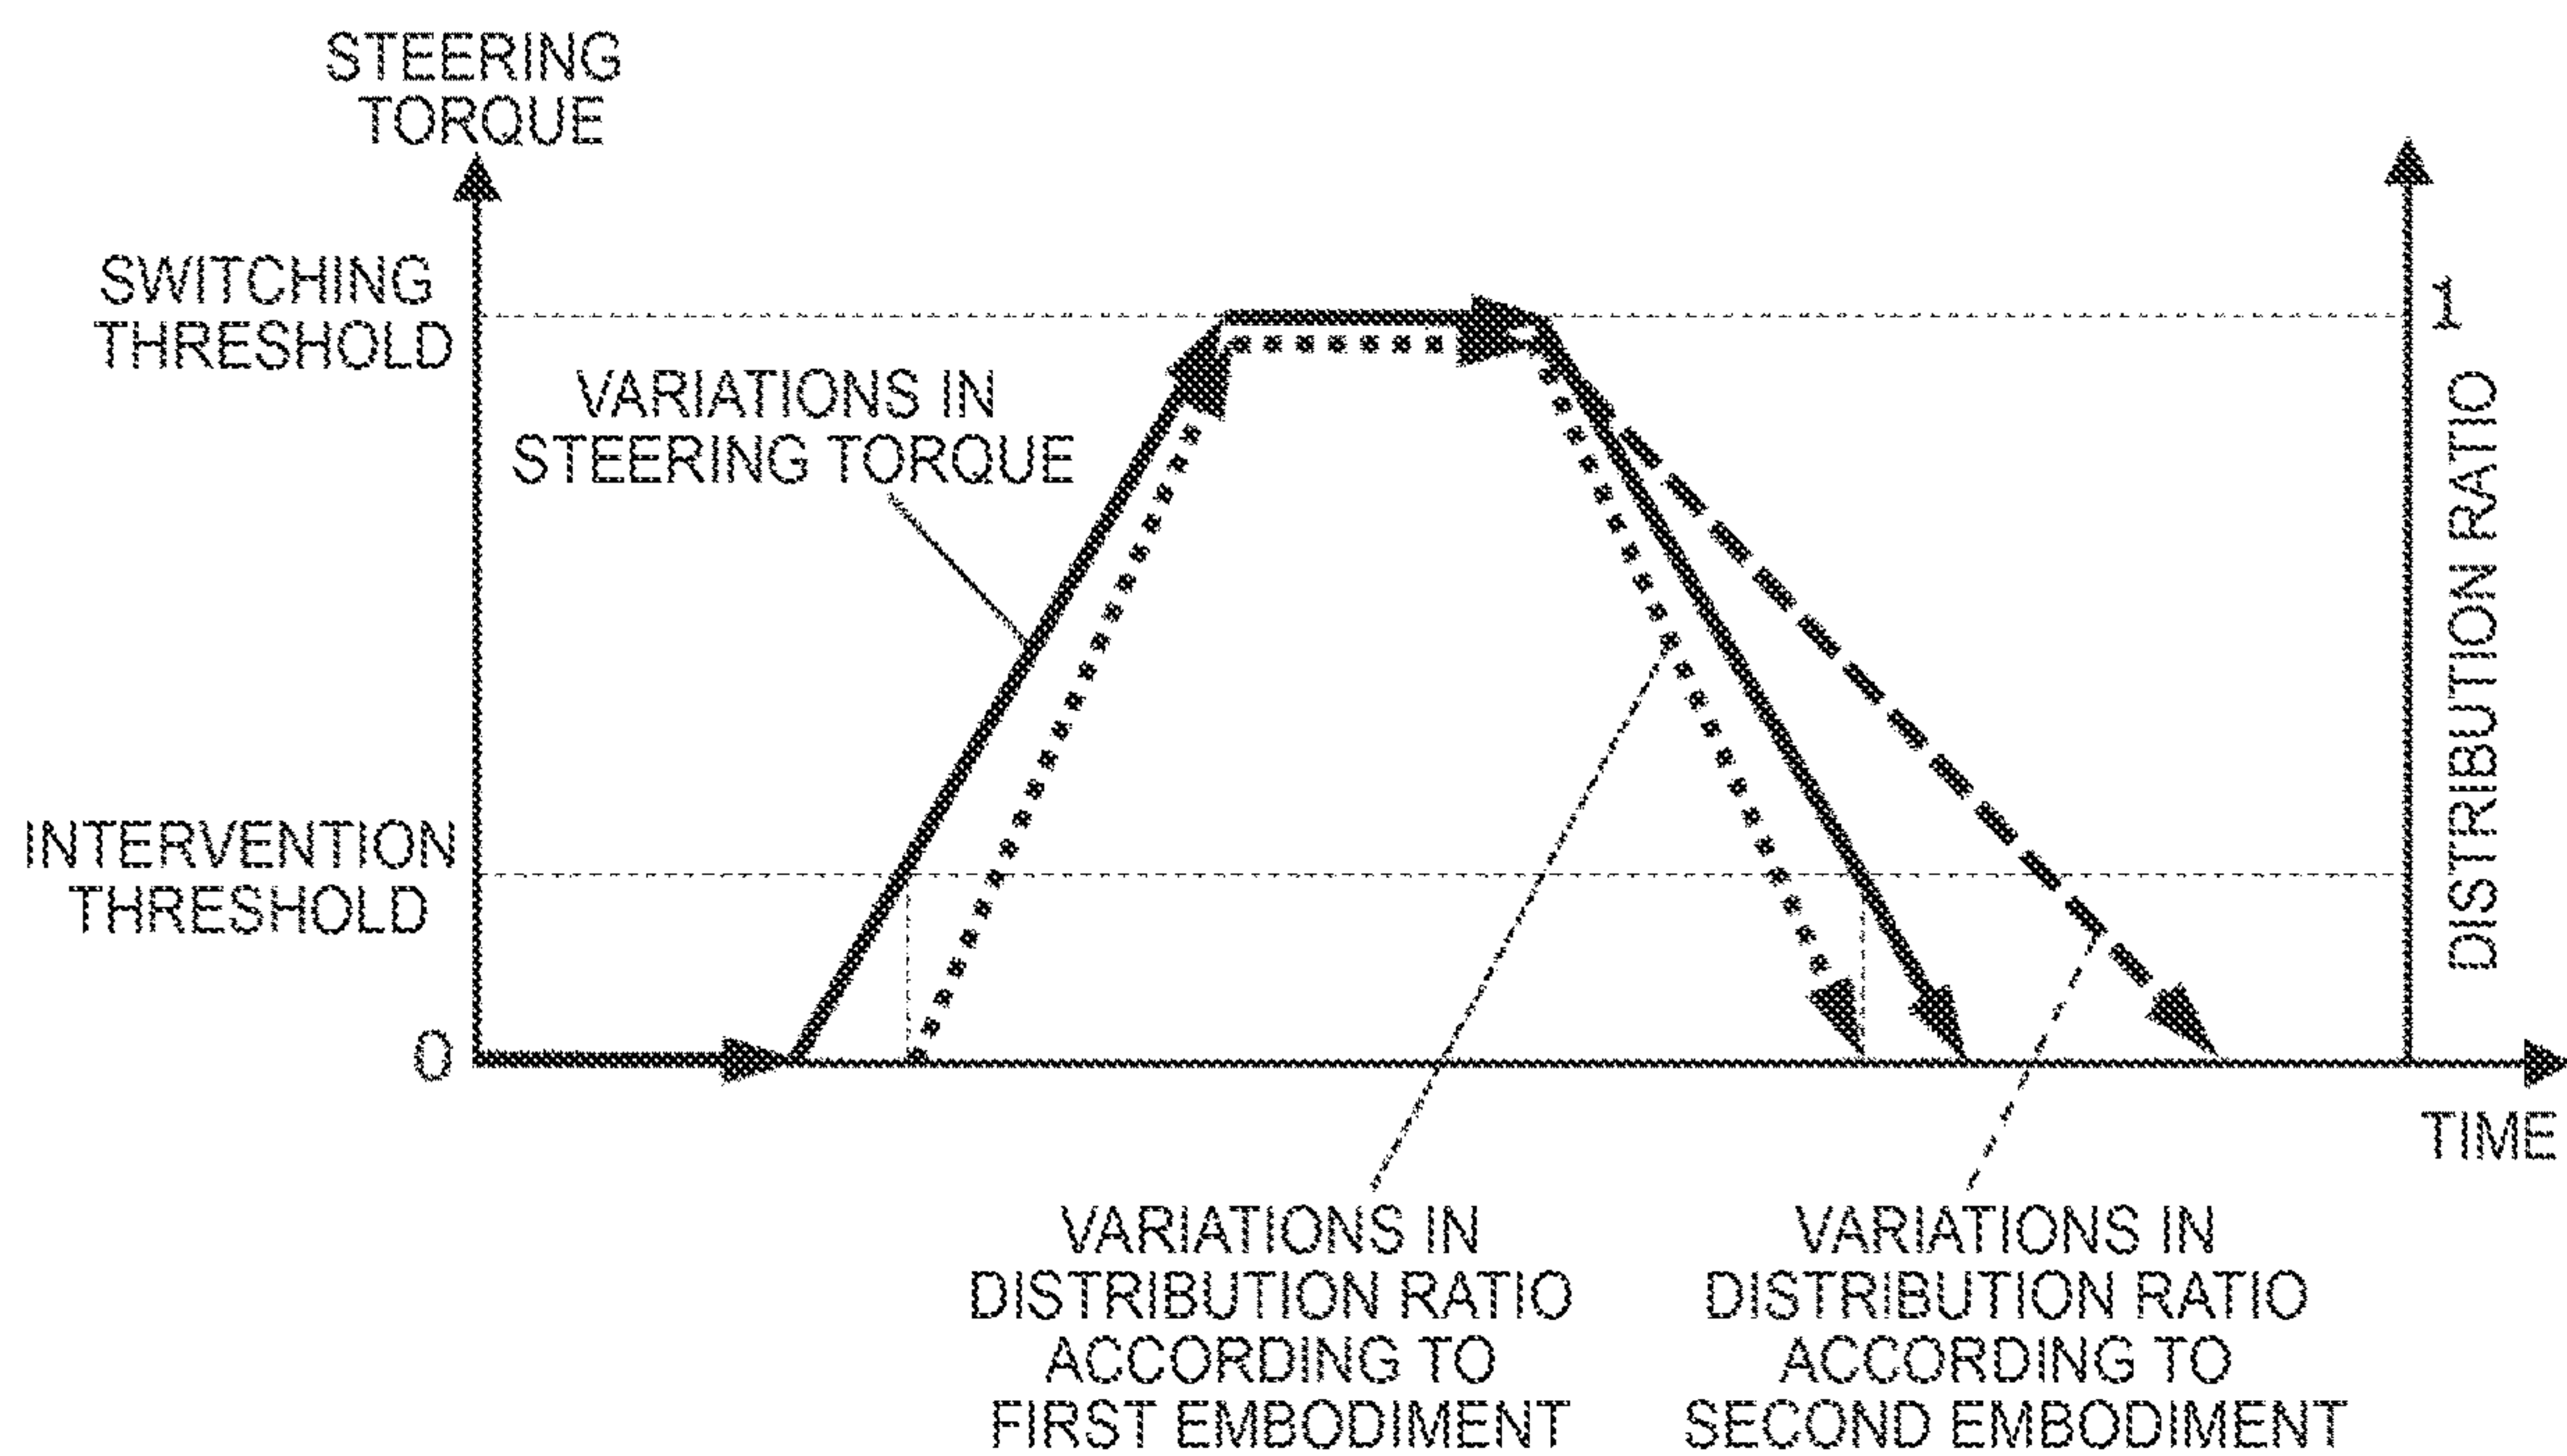 STEERING
TORQUE
SWITCHING
THRESHOLD
1
VARIATIONS IN
STEERING TORQUE
DISTRIBUTION RATIO
INTERVENTION
THRESHOLD
0
TIME
VARIATIONS IN
DISTRIBUTION RATIO
ACCORDING TO
FIRST EMBODIMENT
VARIATIONS IN
DISTRIBUTION RATIO
ACCORDING TO
SECOND EMBODIMENT